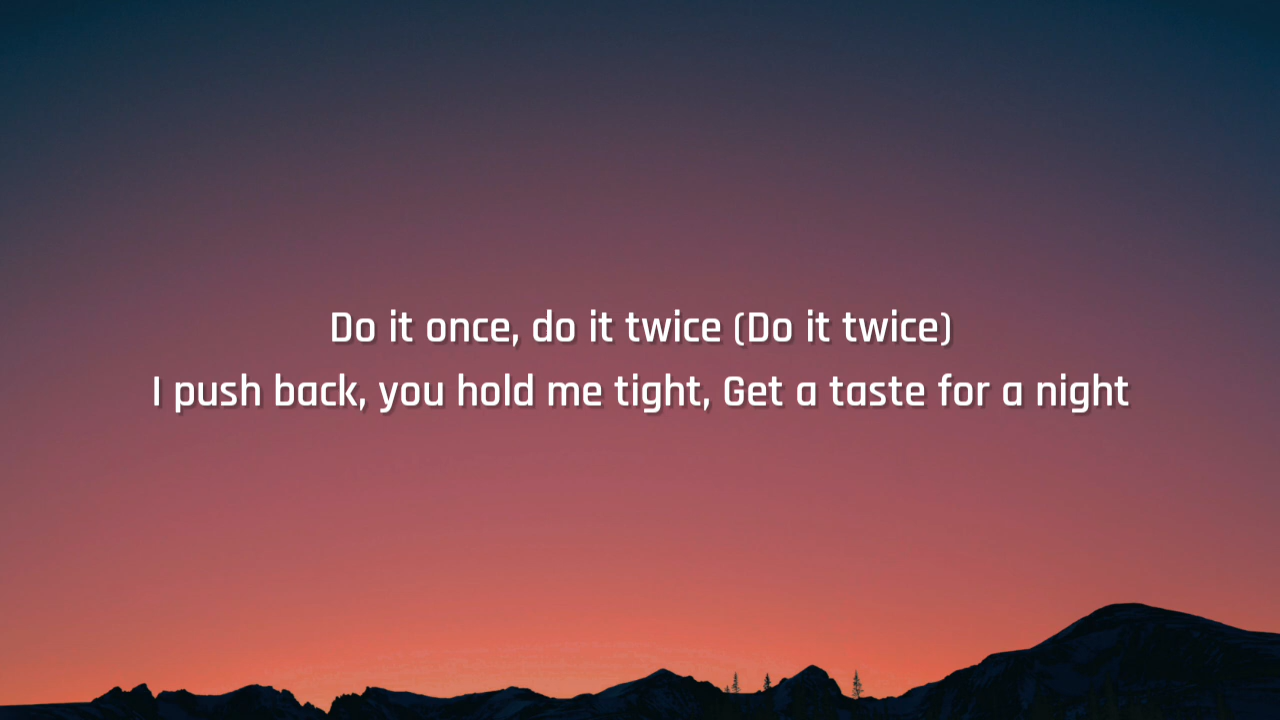 Do it once, do it twice (Do it twice)
I push back, you hold me tight, Get a taste for a night